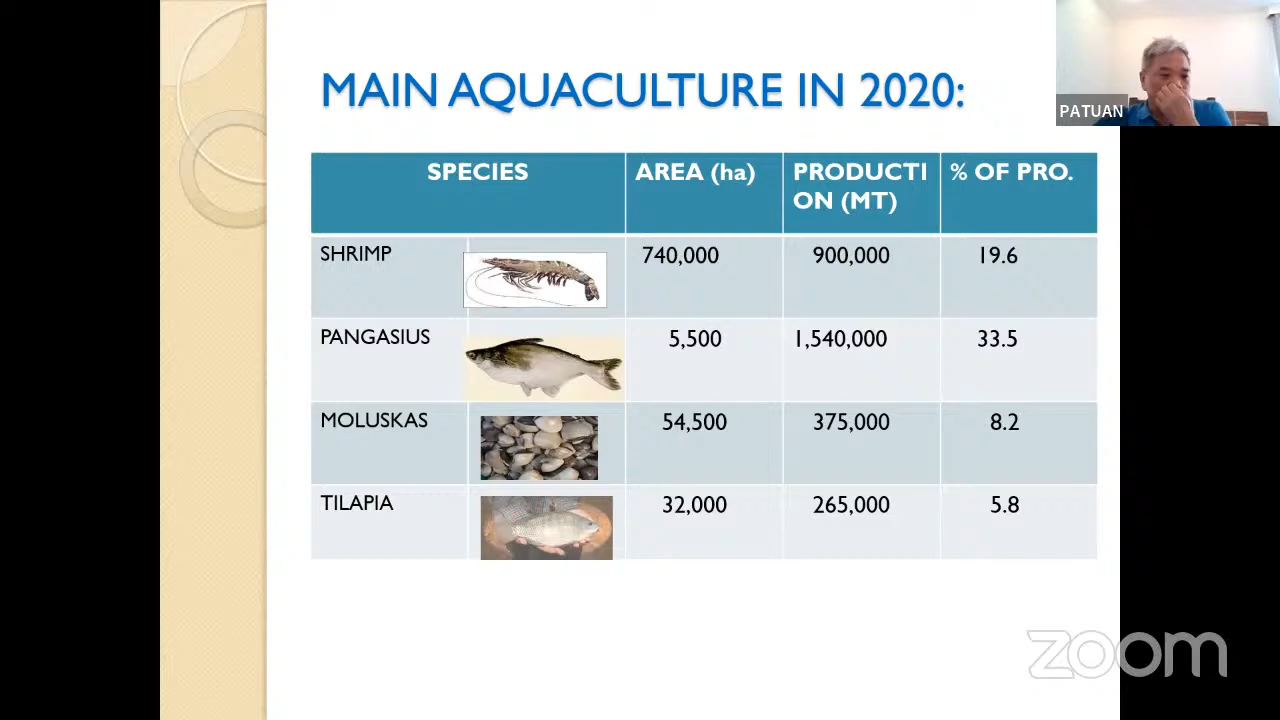 MAIN AQUACULTURE IN 2020:
PATUAN
SPECIES AREA (ha) PRODUCTI % OF PRO.
ON (MT)
SHRIMP 740,000 900,000 19.6
PANGASIUS 5,500 1,540,000 33.5
MOLUSKAS 54,500 375,000 8.2
TILAPIA 32,000 265,000 5.8
zoom